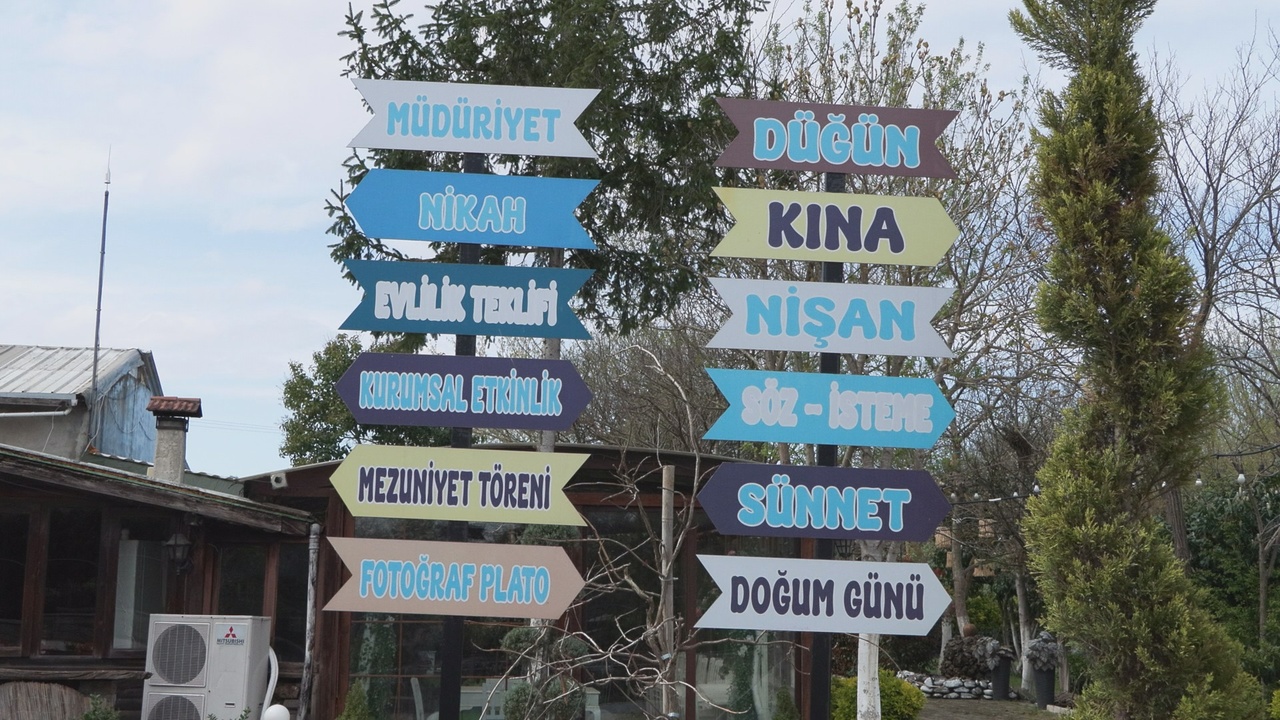 MÜDÜRİYET
NİKAH
EVLİLİK TEKLİFİ
KURUMSAL ETKİNLİK
MEZUNİYET TÖRENİ
FOTOĞRAF PLATO
DÜĞÜN
KINA
NİŞAN
SÖZ - İSTEME
SÜNNET
DOĞUM GÜNÜ
MITSUBISHI